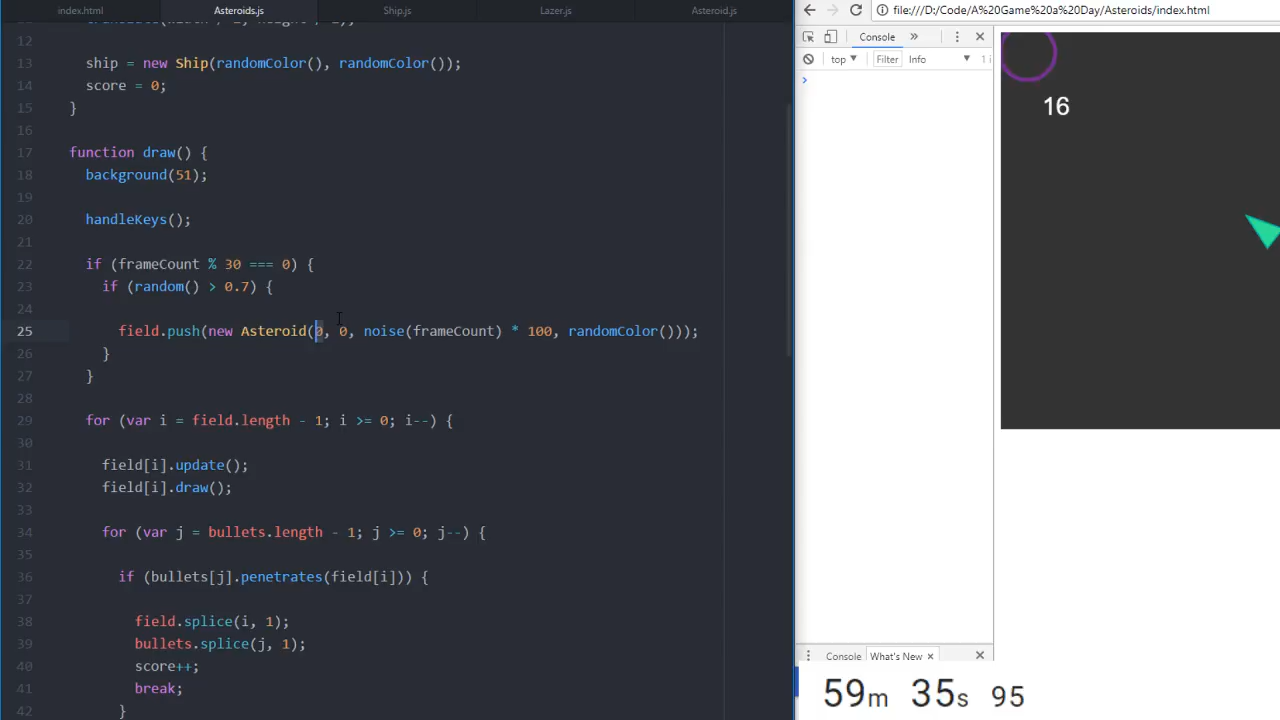 index.html Asteroids.js Ship.js Lazer.js Asteroid.js
12
13 ship = new Ship(randomColor(), randomColor());
14 score = 0;
15 }
16
17 function draw() {
18 background(51);
19
20 handleKeys();
21
22 if (frameCount % 30 === 0) {
23 if (random() > 0.7) {
24
25 field.push(new Asteroid(0, 0, noise(frameCount) * 100, randomColor()));
26 }
27 }
28
29 for (var i = field.length - 1; i >= 0; i--) {
30
31 field[i].update();
32 field[i].draw();
33
34 for (var j = bullets.length - 1; j >= 0; j--) {
35
36 if (bullets[j].penetrates(field[i])) {
37
38 field.splice(i, 1);
39 bullets.splice(j, 1);
40 score++;
41 break;
42 }
file:///D:/Code/A%20Game%20a%20Day/Asteroids/index.html
Console »
top ▼ Filter Info ▼ 1 i
>
16
Console What's New ×
59m 35s 95